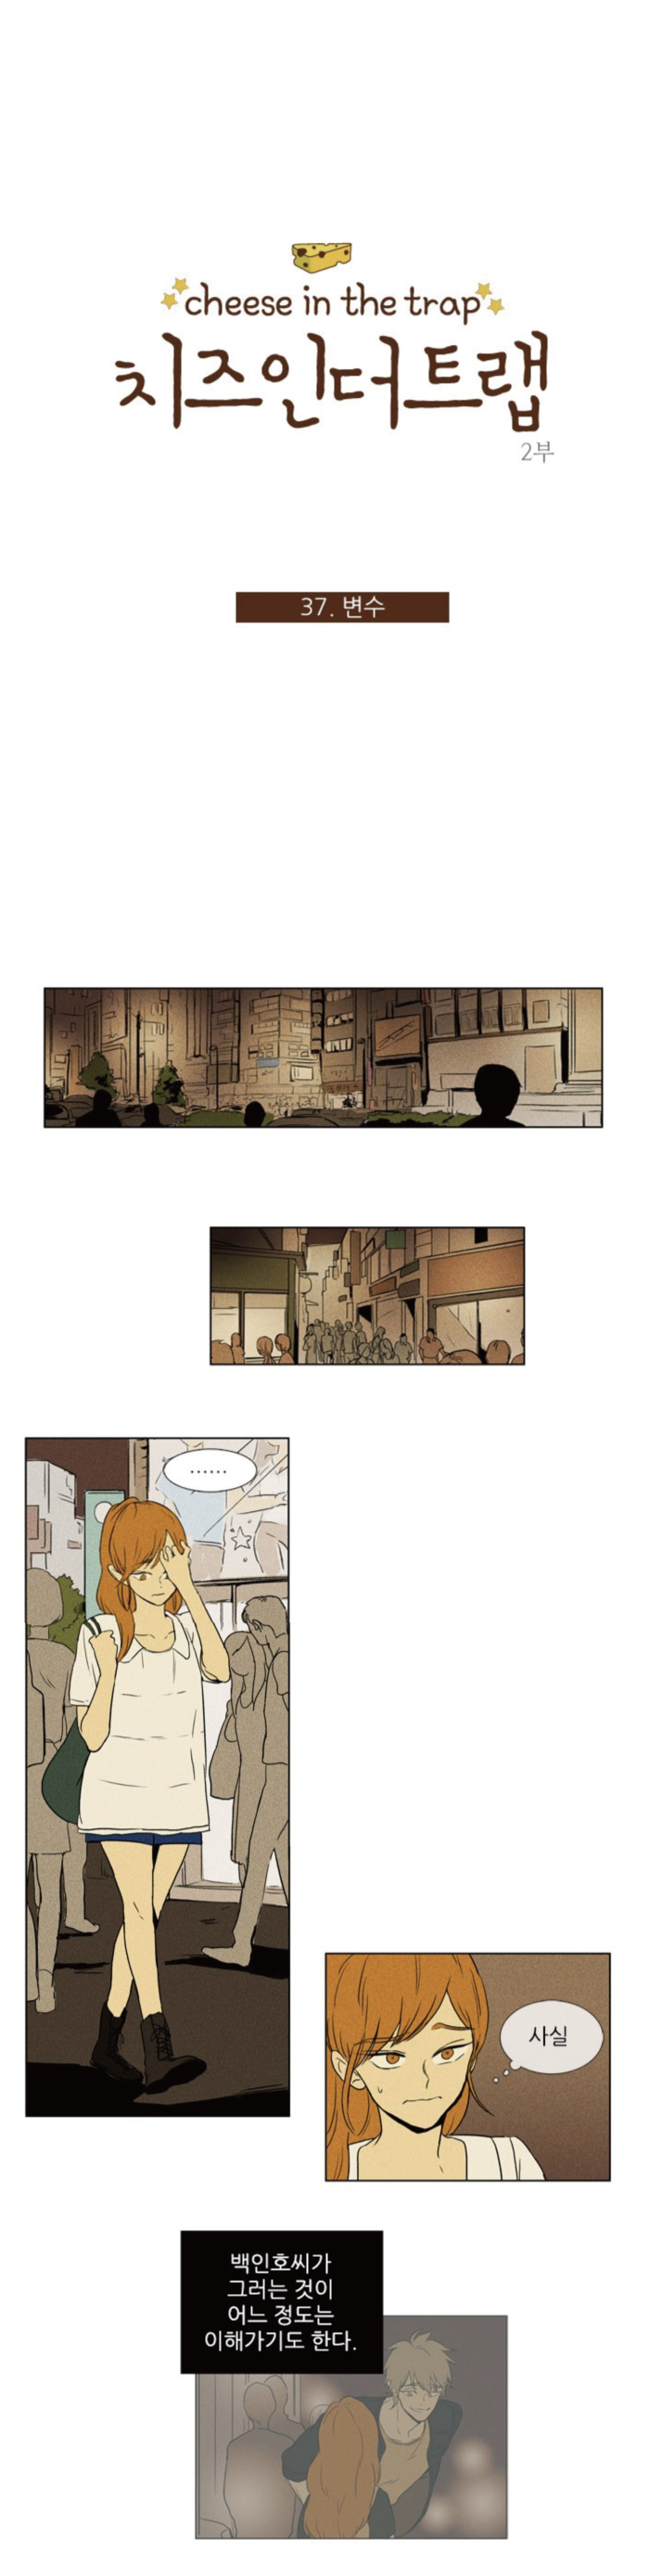 cheese in the trap
치즈인더트랩
2부
37. 변수
······
사실
백인호씨가
그러는 것이
어느 정도는
이해가기도 한다.